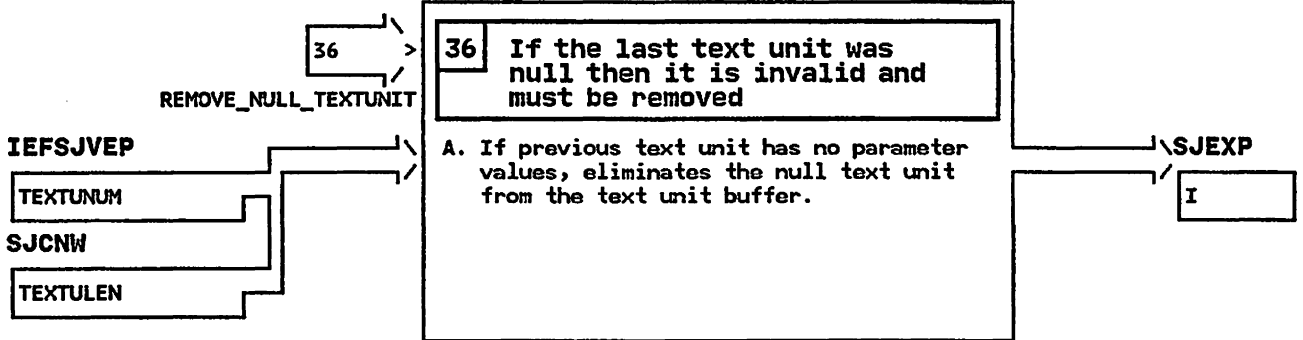 36 >
REMOVE_NULL_TEXTUNIT
36 If the last text unit was
null then it is invalid and
must be removed
IEFSJVEP
TEXTUNUM
SJCNW
TEXTULEN
A. If previous text unit has no parameter
values, eliminates the null text unit
from the text unit buffer.
SJEXP
I